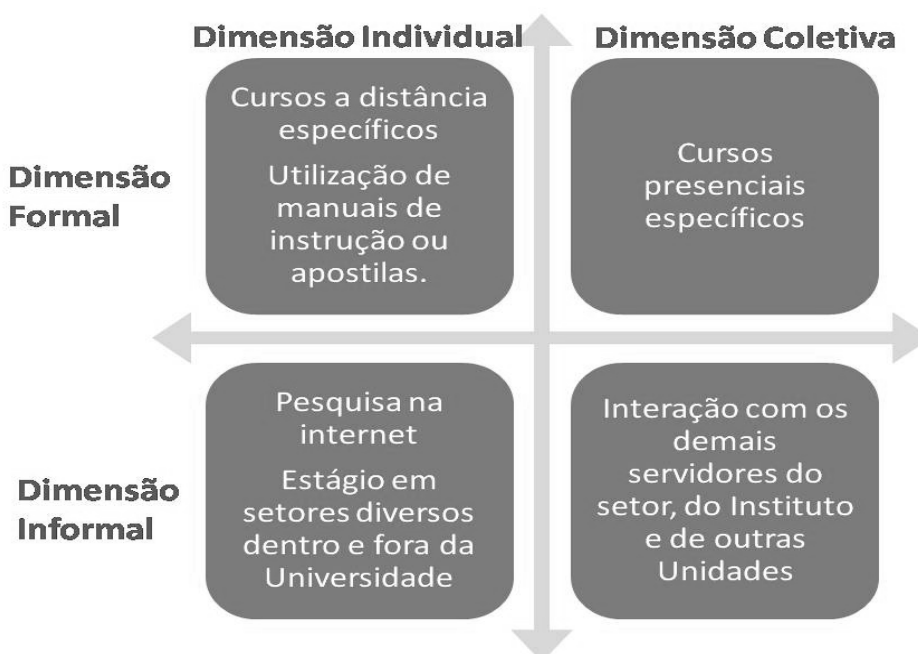 Dimensão Individual
Dimensão Coletiva
Dimensão
Formal
Cursos a distância
específicos
Utilização de
manuais de
instrução ou
apostilas.
Cursos
presenciais
específicos
Dimensão
Informal
Pesquisa na
internet
Estágio em
setores diversos
dentro e fora da
Universidade
Interação com os
demais
servidores do
setor, do Instituto
e de outras
Unidades